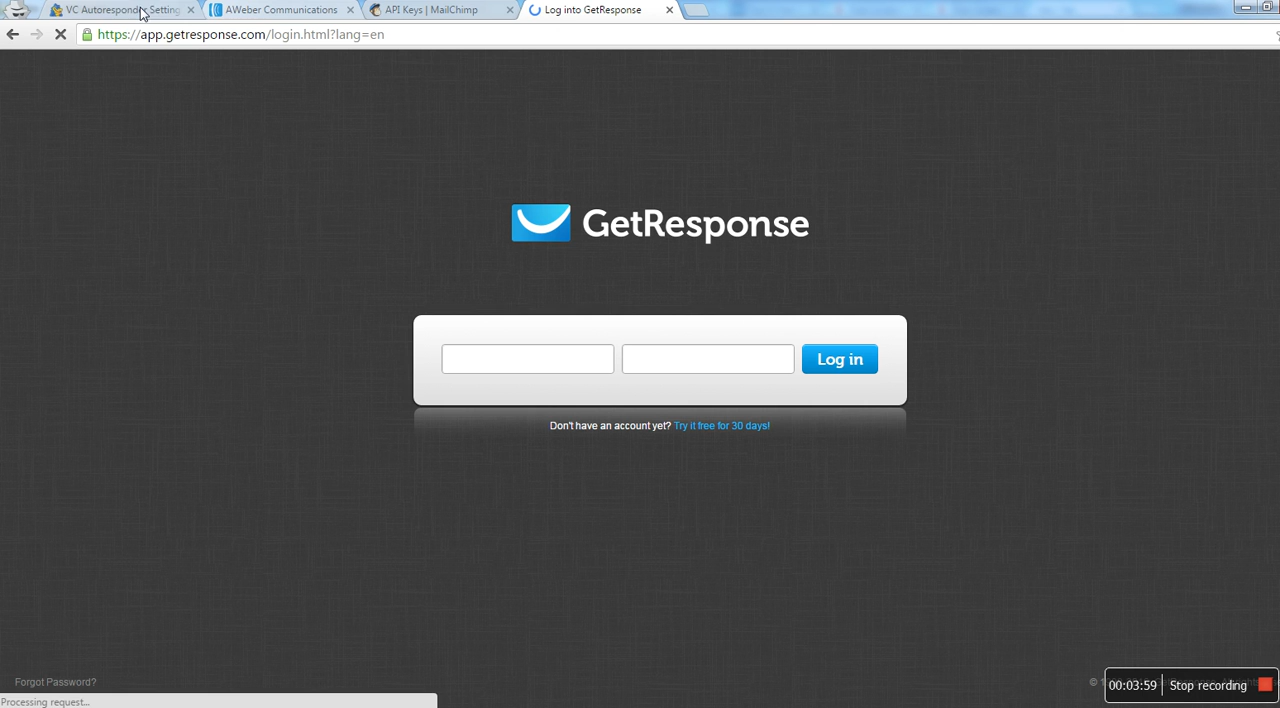 VC Autoresponder Setting
AWeber Communications
API Keys | MailChimp
Log into GetResponse
https://app.getresponse.com/login.html?lang=en
GetResponse
Log in
Don't have an account yet? Try it free for 30 days!
Forgot Password?
©
Processing request...
00:03:59 Stop recording